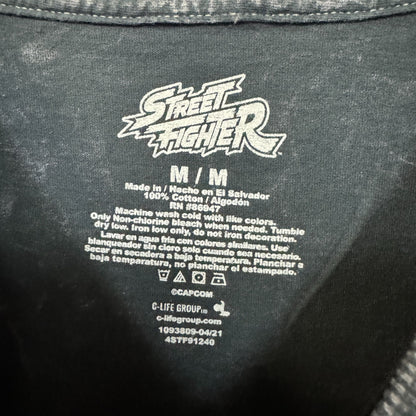 STREET
FIGHTER
M / M
Made in / Hecho en El Salvador
100% Cotton / Algodón
RN #86947
Machine wash cold with like colors.
Only Non-chlorine bleach when needed. Tumble
dry low. Iron low only, do not iron decoration.
Lavar en agua fria con colores similares. Use
blanqueador sin cloro solo cuando sea necesario.
Secar en secadora a baja temperatura. Planchar a
baja temperatura, no planchar el estampado.
©CAPCOM
C-LIFE GROUP LTD
c-lifegroup.com
1093809-04/21
4STF91240